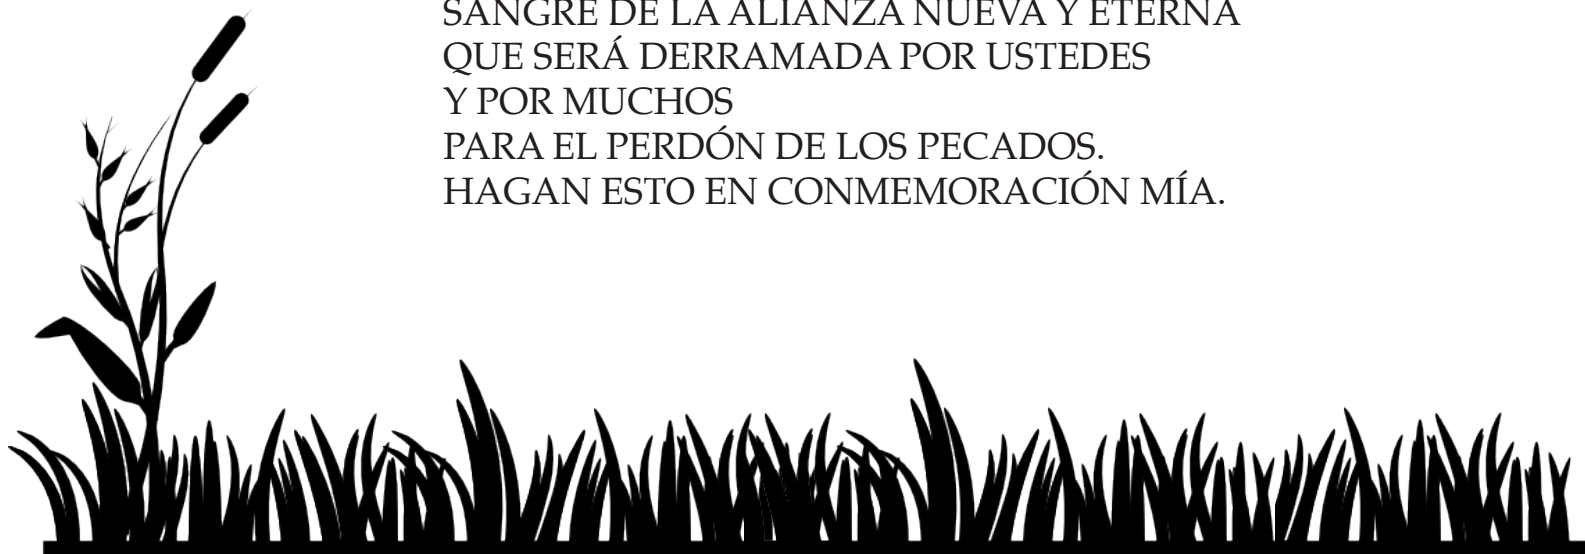 SANGRE DE LA ALIANZA NUEVA Y ETERNA
QUE SERÁ DERRAMADA POR USTEDES
Y POR MUCHOS
PARA EL PERDÓN DE LOS PECADOS.
HAGAN ESTO EN CONMEMORACIÓN MÍA.